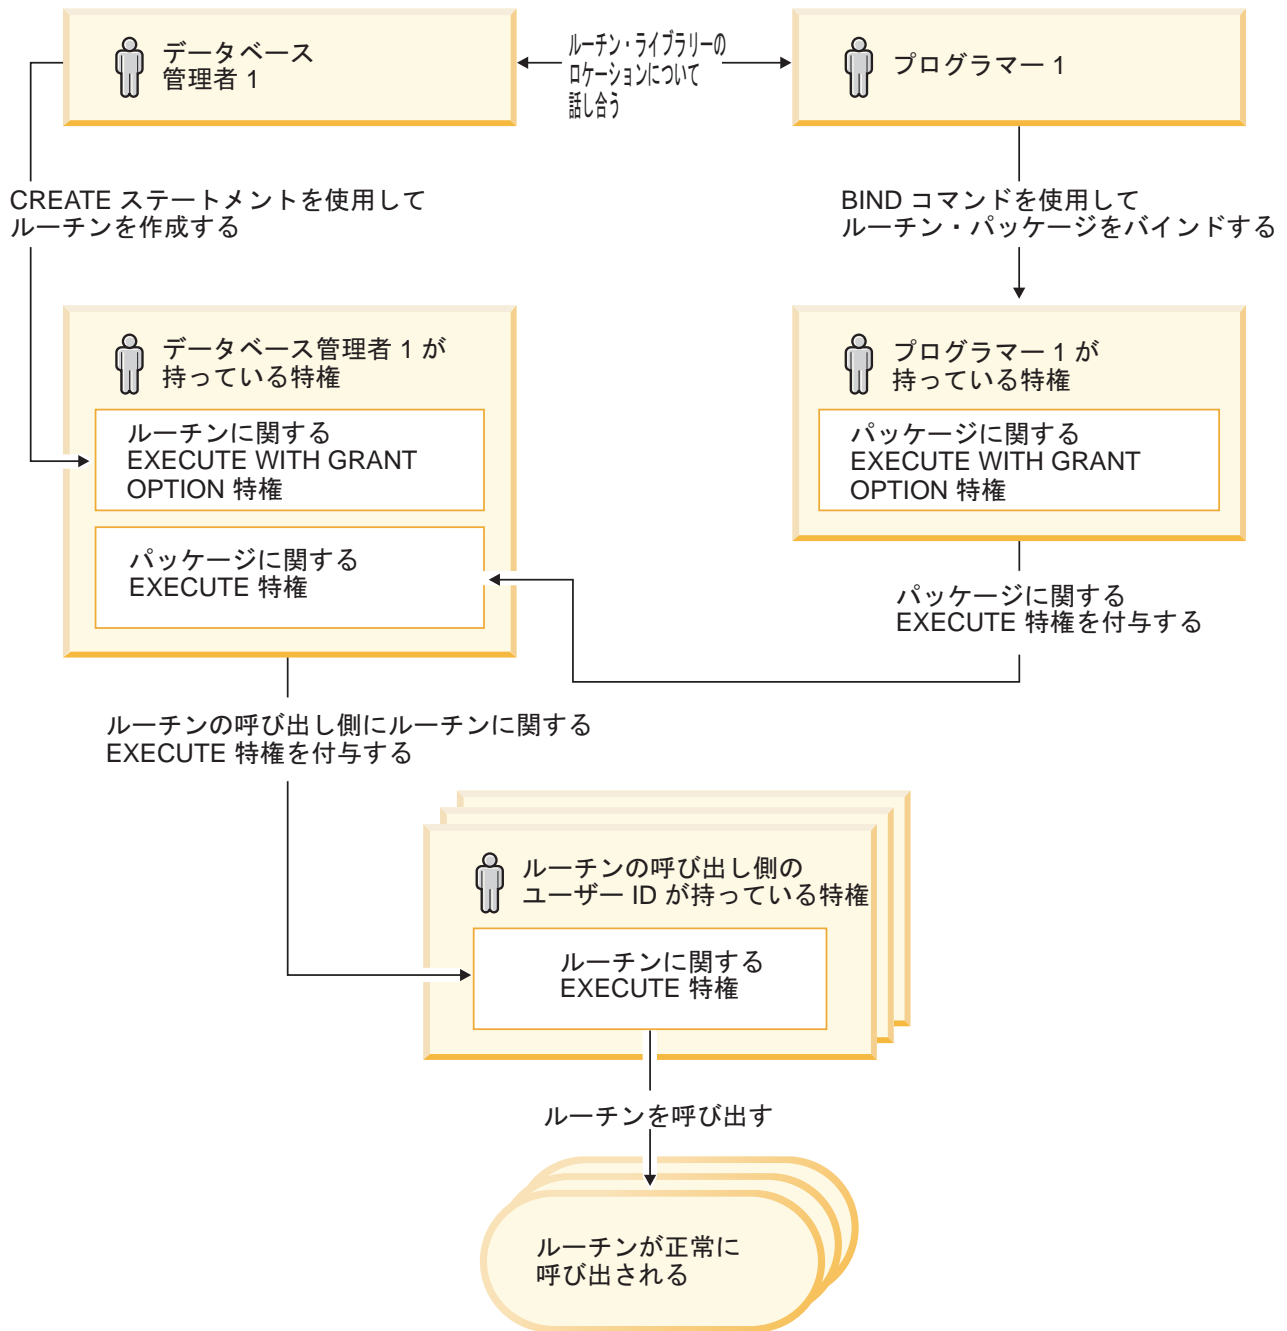 データベース
管理者 1
ルーチン・ライブラリーの
ロケーションについて
話し合う
プログラマー 1
CREATE ステートメントを使用して
ルーチンを作成する
BIND コマンドを使用して
ルーチン・パッケージをバインドする
データベース管理者 1 が
持っている特権
ルーチンに関する
EXECUTE WITH GRANT
OPTION 特権
パッケージに関する
EXECUTE 特権
プログラマー 1 が
持っている特権
パッケージに関する
EXECUTE WITH GRANT
OPTION 特権
パッケージに関する
EXECUTE 特権を付与する
ルーチンの呼び出し側にルーチンに関する
EXECUTE 特権を付与する
ルーチンの呼び出し側の
ユーザー ID が持っている特権
ルーチンに関する
EXECUTE 特権
ルーチンを呼び出す
ルーチンが正常に
呼び出される